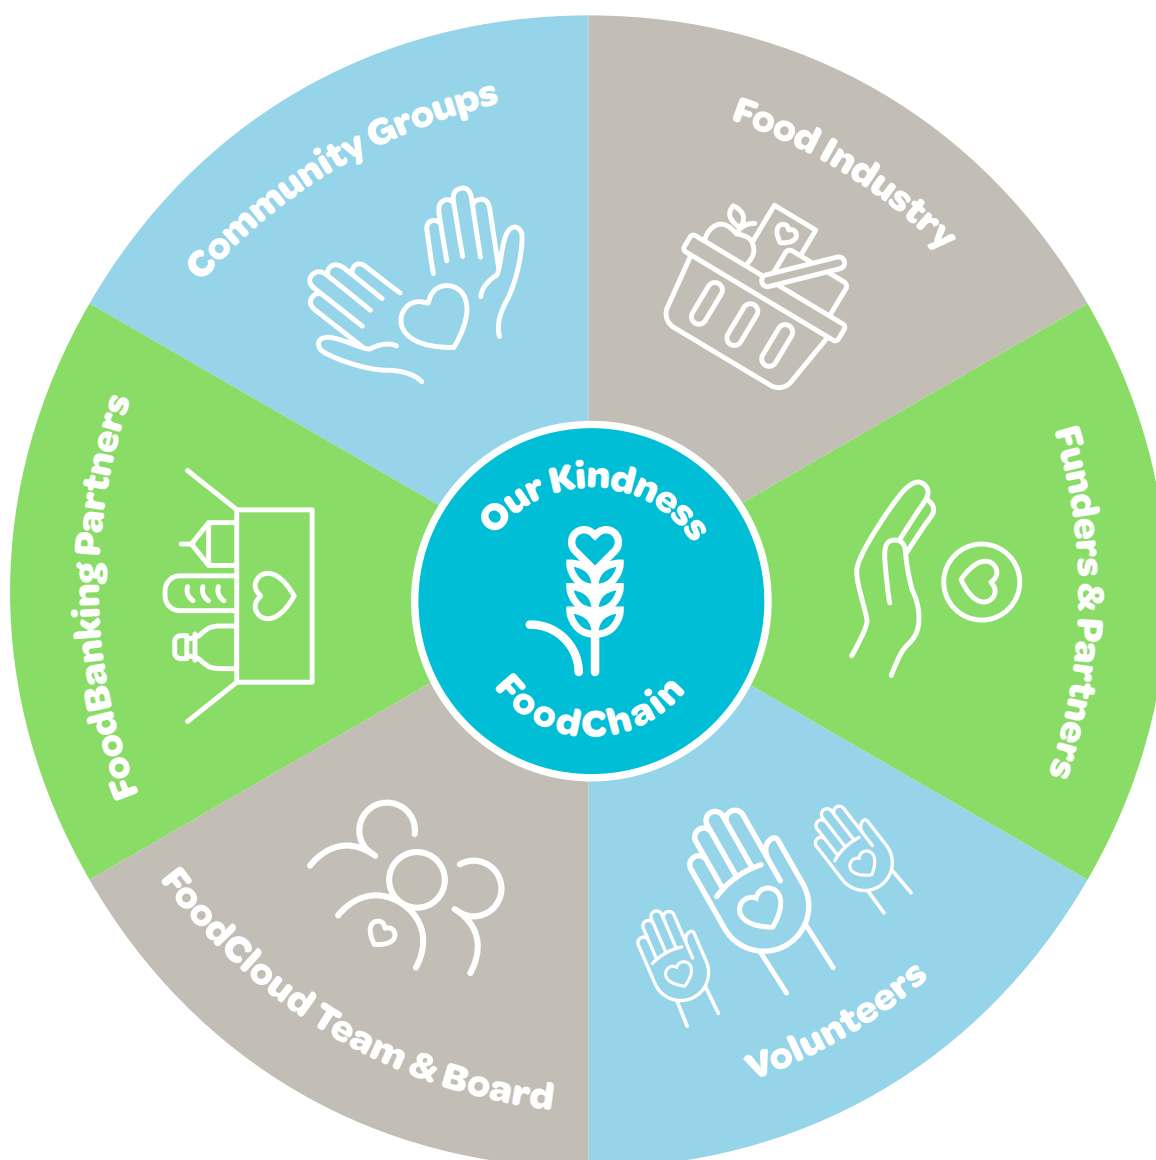 Community Groups
Food Industry
Funders & Partners
Volunteers
FoodCloud Team & Board
FoodBanking Partners
Our Kindness
FoodChain